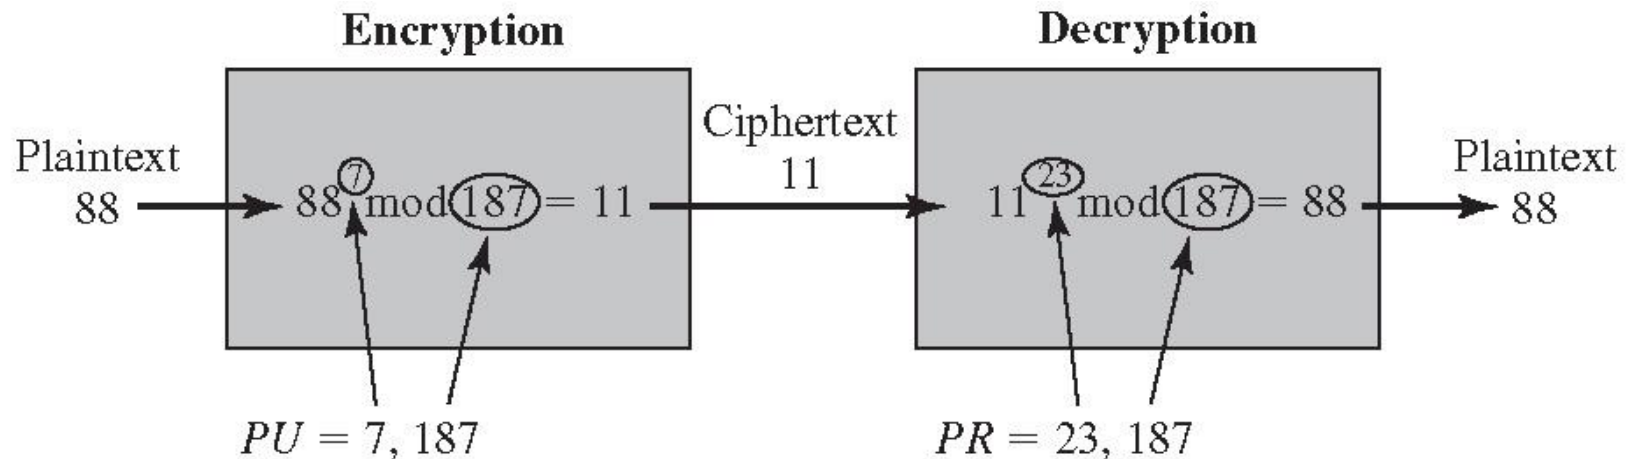 Encryption
Decryption
Plaintext
88
88^7 mod 187 = 11
Ciphertext
11
11^23 mod 187 = 88
Plaintext
88
PU = 7, 187
PR = 23, 187